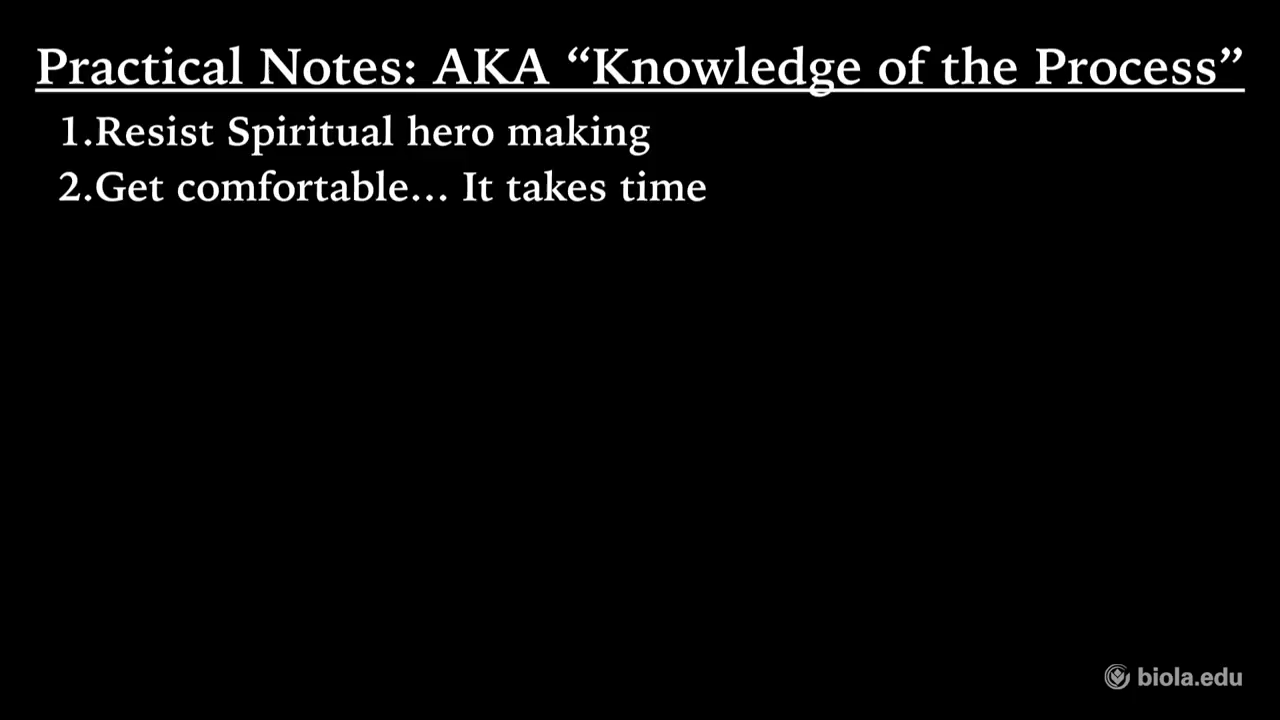 Practical Notes: AKA “Knowledge of the Process”
1.Resist Spiritual hero making
2.Get comfortable... It takes time
biola.edu